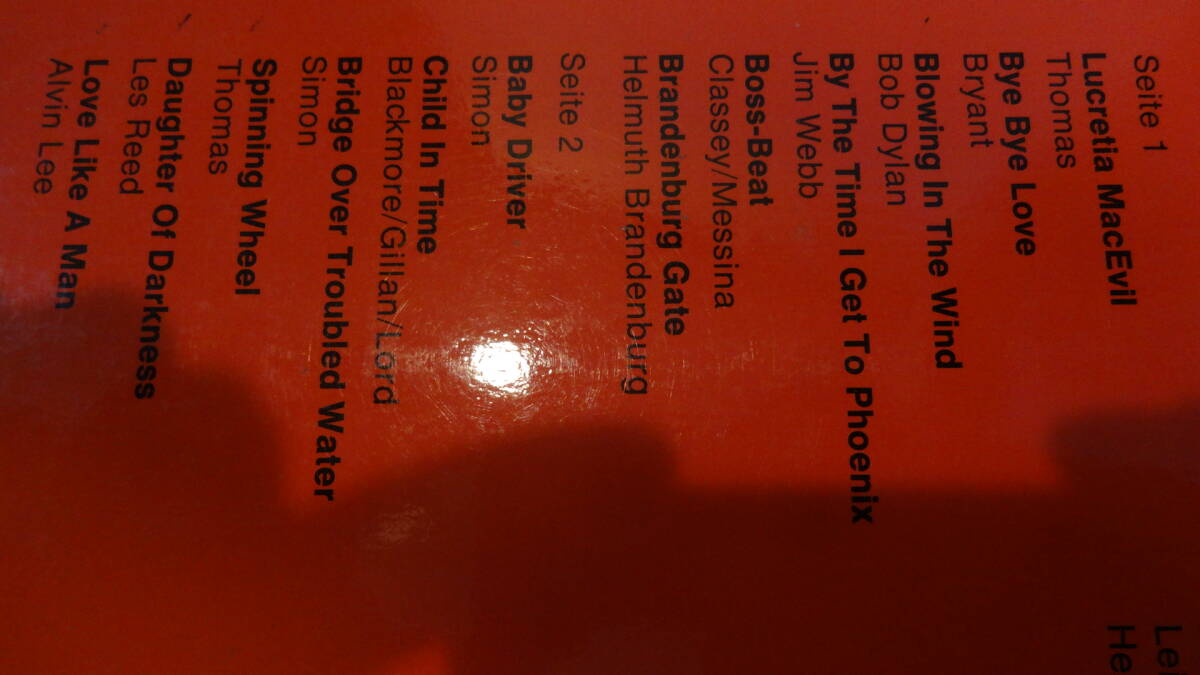 Seite 1
Lucretia MacEvil
Thomas
Bye Bye Love
Bryant
Blowing In The Wind
Bob Dylan
By The Time I Get To Phoenix
Jim Webb
Boss-Beat
Classey/Messina
Brandenburg Gate
Helmuth Brandenburg
Seite 2
Baby Driver
Simon
Child In Time
Blackmore/Gillan/Lord
Bridge Over Troubled Water
Simon
Spinning Wheel
Thomas
Daughter Of Darkness
Les Reed
Love Like A Man
Alvin Lee